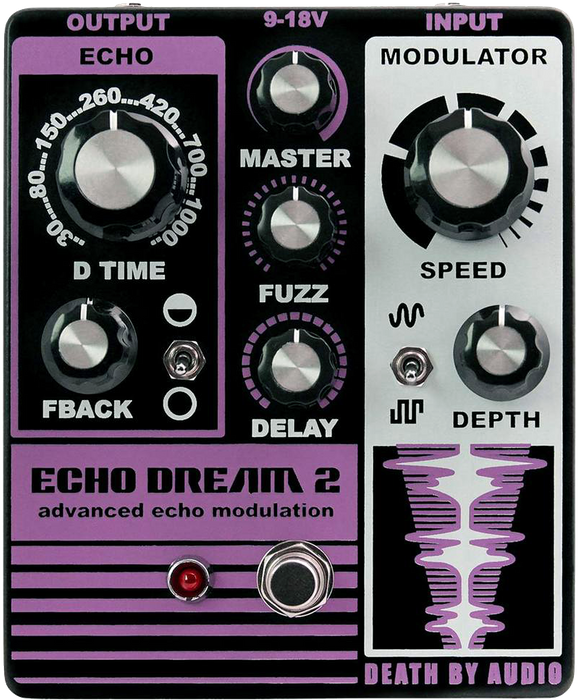 OUTPUT
9-18V
INPUT
ECHO
MODULATOR
30...80...150...260...420...700...1000...
MASTER
D TIME
SPEED
FUZZ
FBACK
DELAY
DEPTH
ECHO DREAM 2
advanced echo modulation
DEATH BY AUDIO